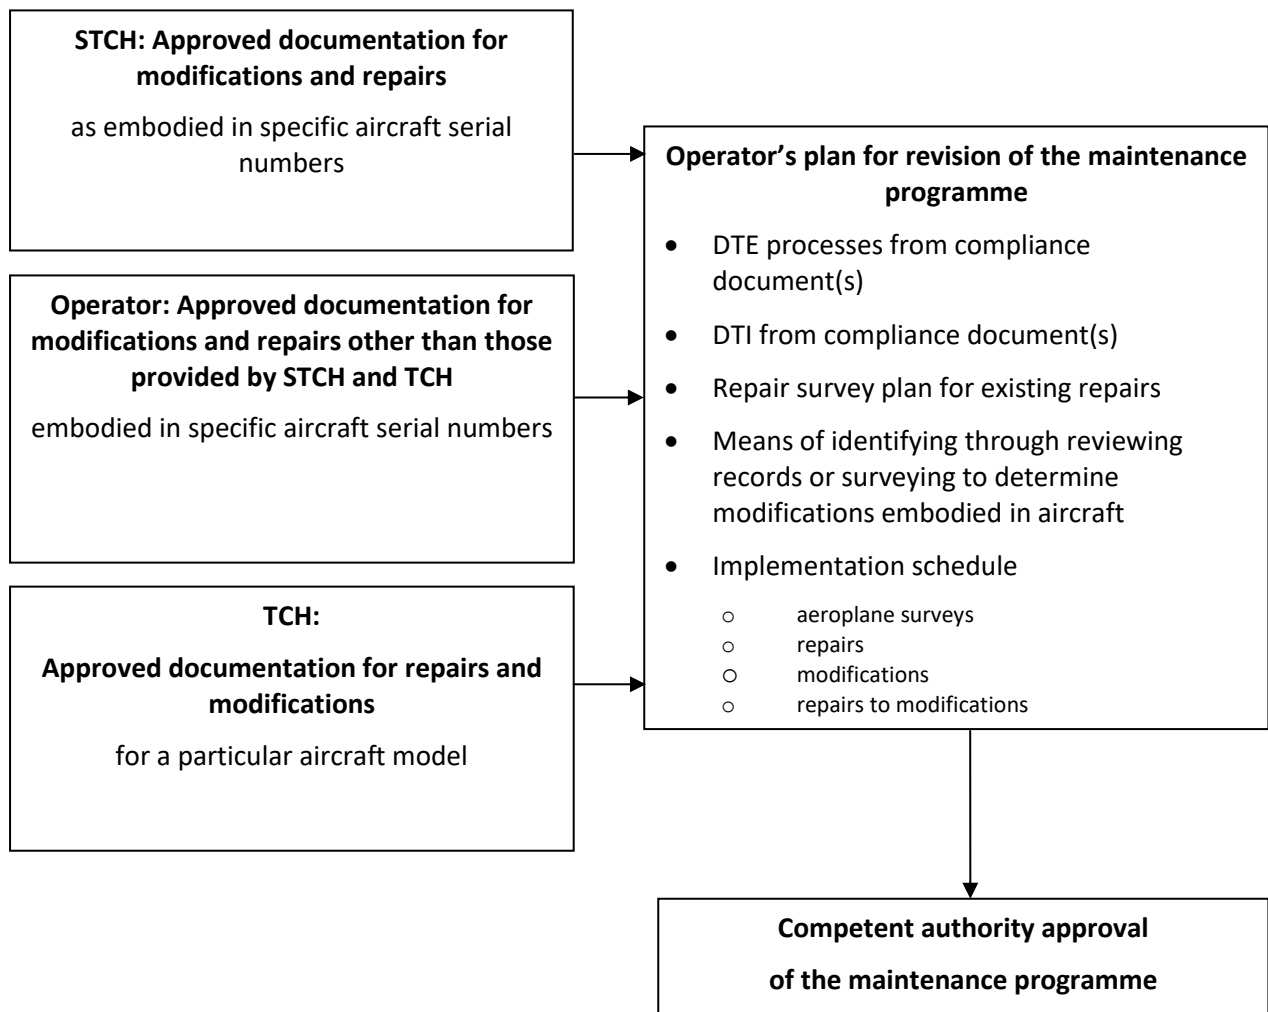 STCH: Approved documentation for
modifications and repairs
as embodied in specific aircraft serial
numbers
Operator: Approved documentation for
modifications and repairs other than those
provided by STCH and TCH
embodied in specific aircraft serial numbers
TCH:
Approved documentation for repairs and
modifications
for a particular aircraft model
Operator’s plan for revision of the maintenance
programme
• DTE processes from compliance
document(s)
• DTI from compliance document(s)
• Repair survey plan for existing repairs
• Means of identifying through reviewing
records or surveying to determine
modifications embodied in aircraft
• Implementation schedule
o aeroplane surveys
o repairs
o modifications
o repairs to modifications
Competent authority approval
of the maintenance programme